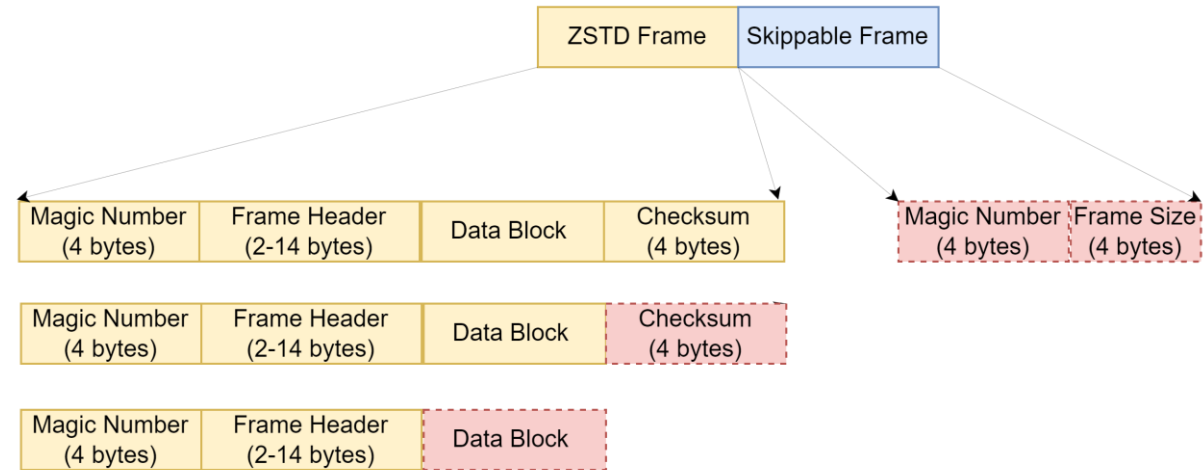 ZSTD Frame
Skippable Frame
Magic Number
(4 bytes)
Frame Header
(2-14 bytes)
Data Block
Checksum
(4 bytes)
Magic Number
(4 bytes)
Frame Size
(4 bytes)
Magic Number
(4 bytes)
Frame Header
(2-14 bytes)
Data Block
Checksum
(4 bytes)
Magic Number
(4 bytes)
Frame Header
(2-14 bytes)
Data Block